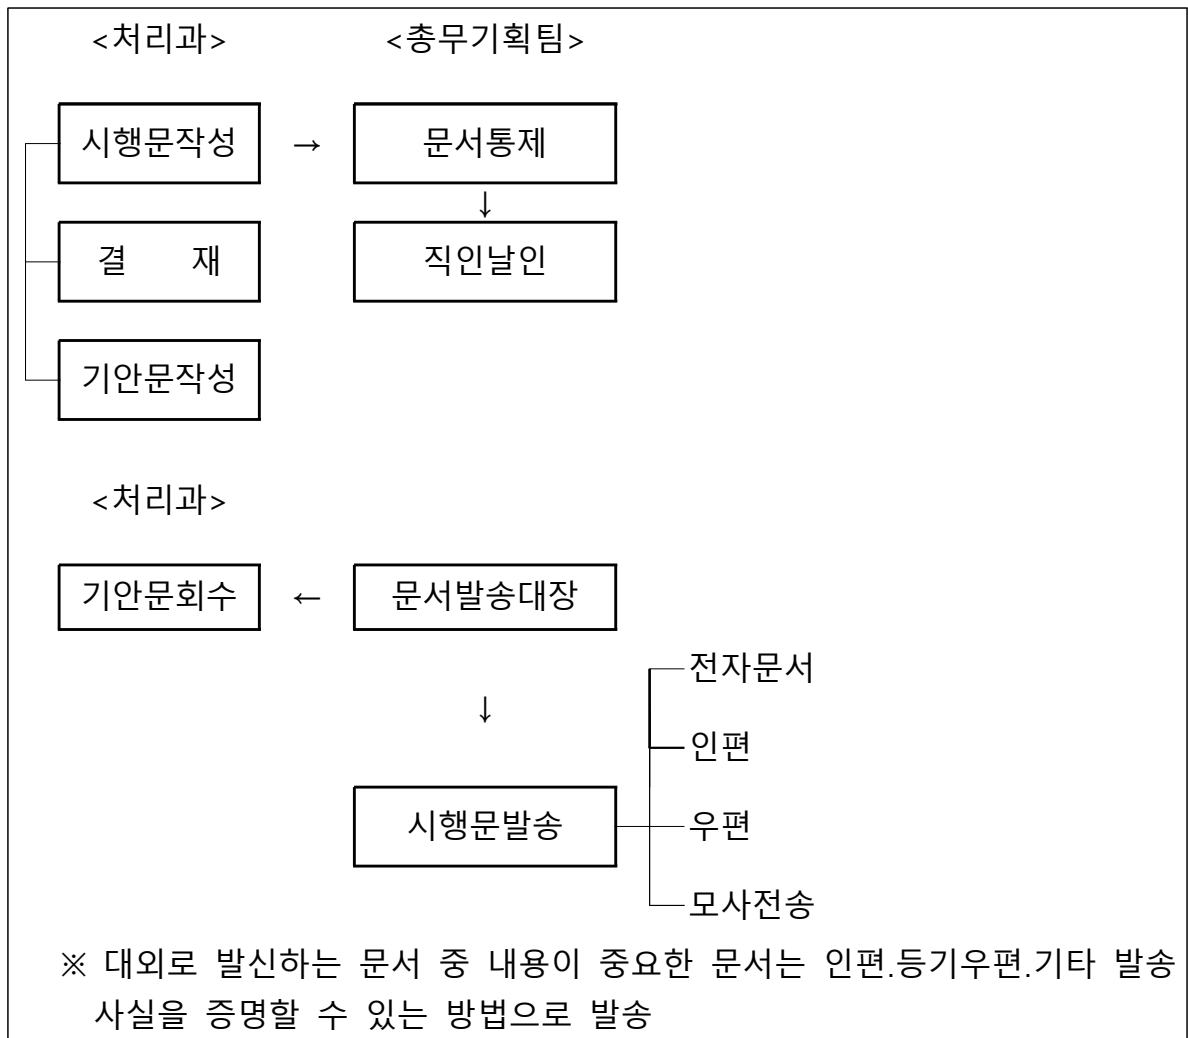 <처리과> <총무기획팀>
시행문작성 → 문서통제
↓
결 재 직인날인
기안문작성
<처리과>
기안문회수 ← 문서발송대장
전자문서
↓
인편
시행문발송 우편
모사전송
※ 대외로 발신하는 문서 중 내용이 중요한 문서는 인편.등기우편.기타 발송
사실을 증명할 수 있는 방법으로 발송